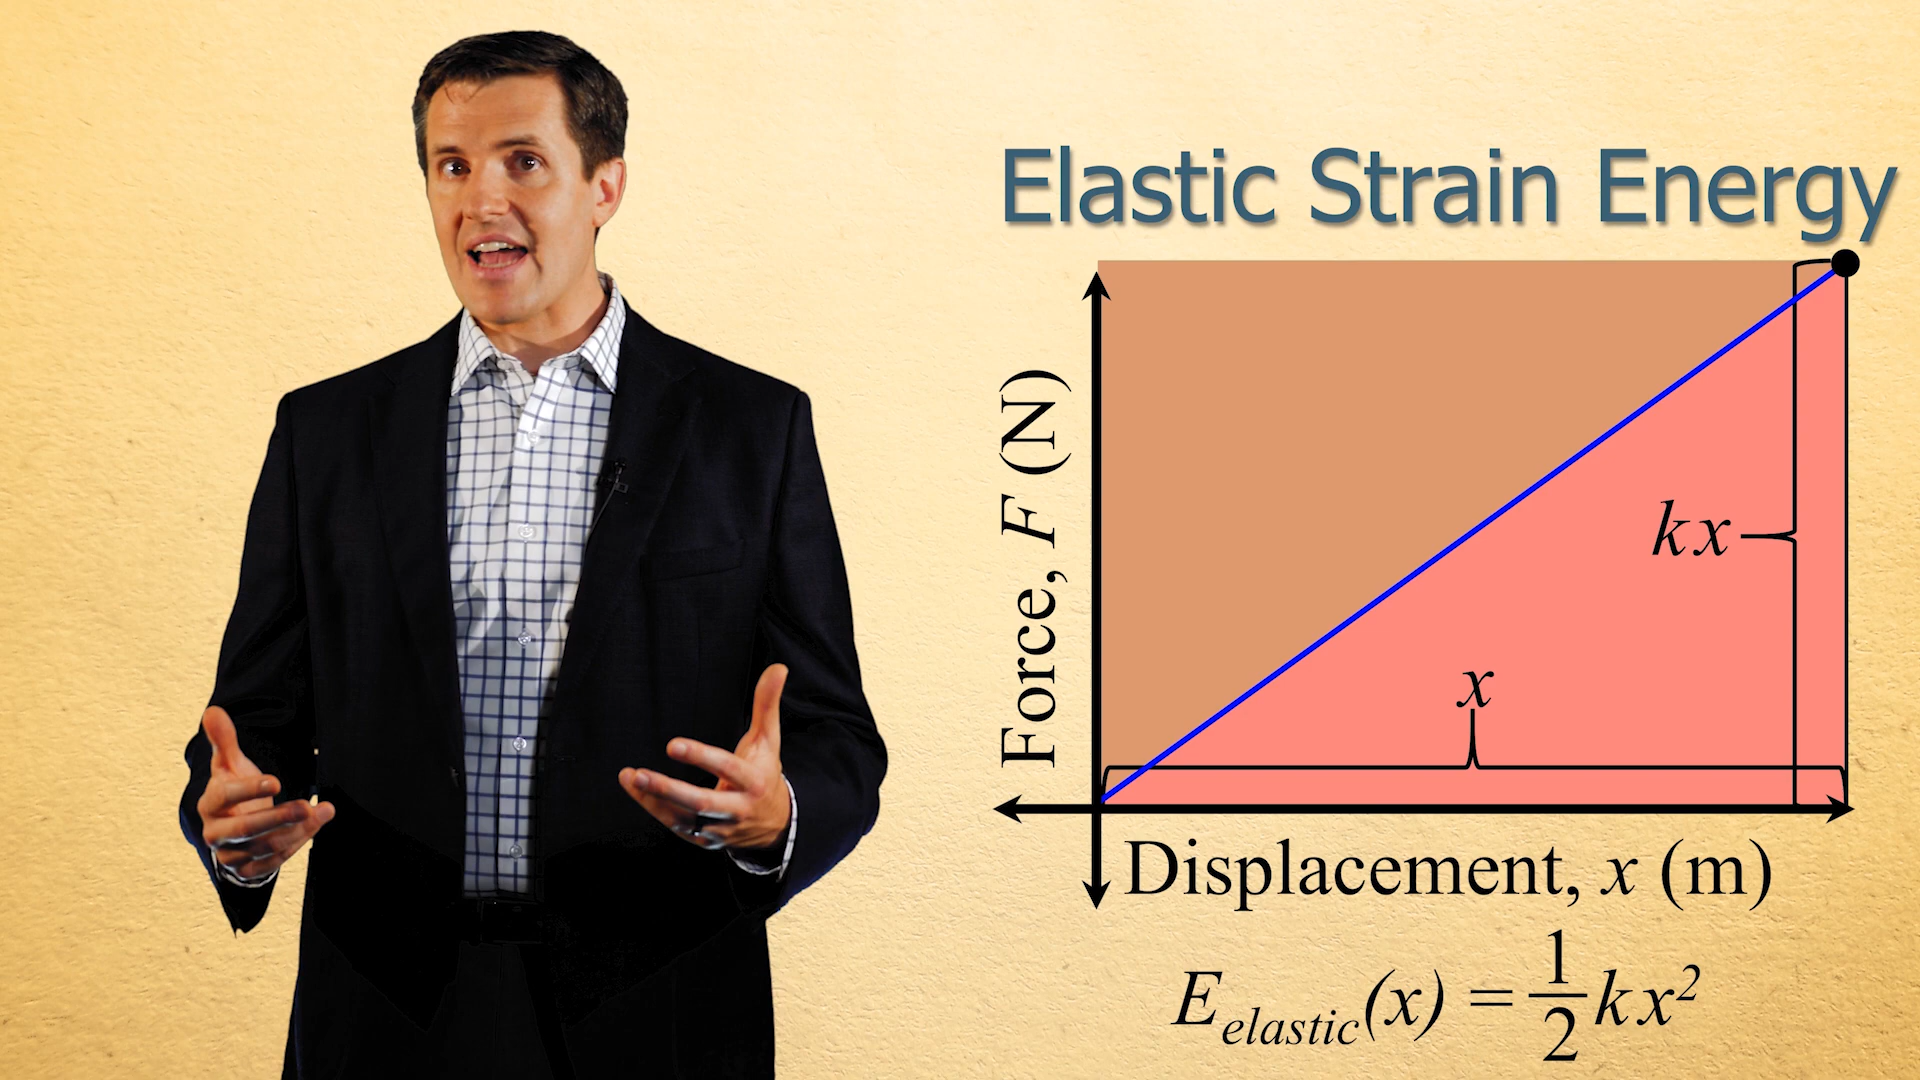 Elastic Strain Energy
Force, F (N)
kx
x
Displacement, x (m)
E_elastic(x) = 1/2 kx²